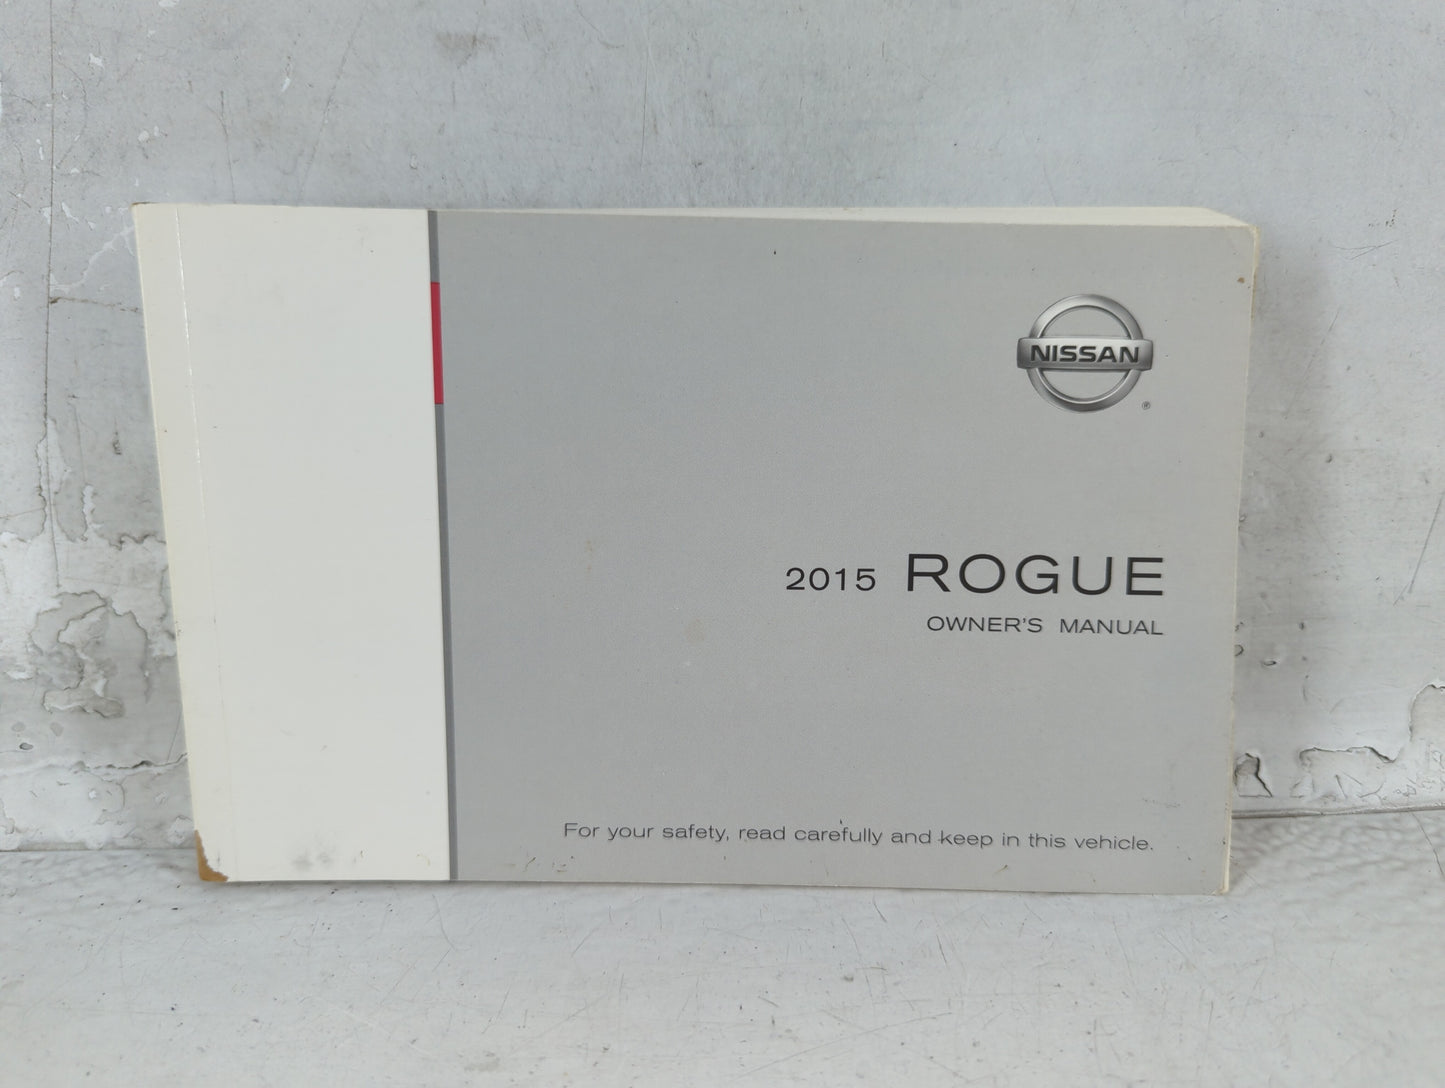 NISSAN
®
2015 ROGUE
OWNER'S MANUAL
For your safety, read carefully and keep in this vehicle.